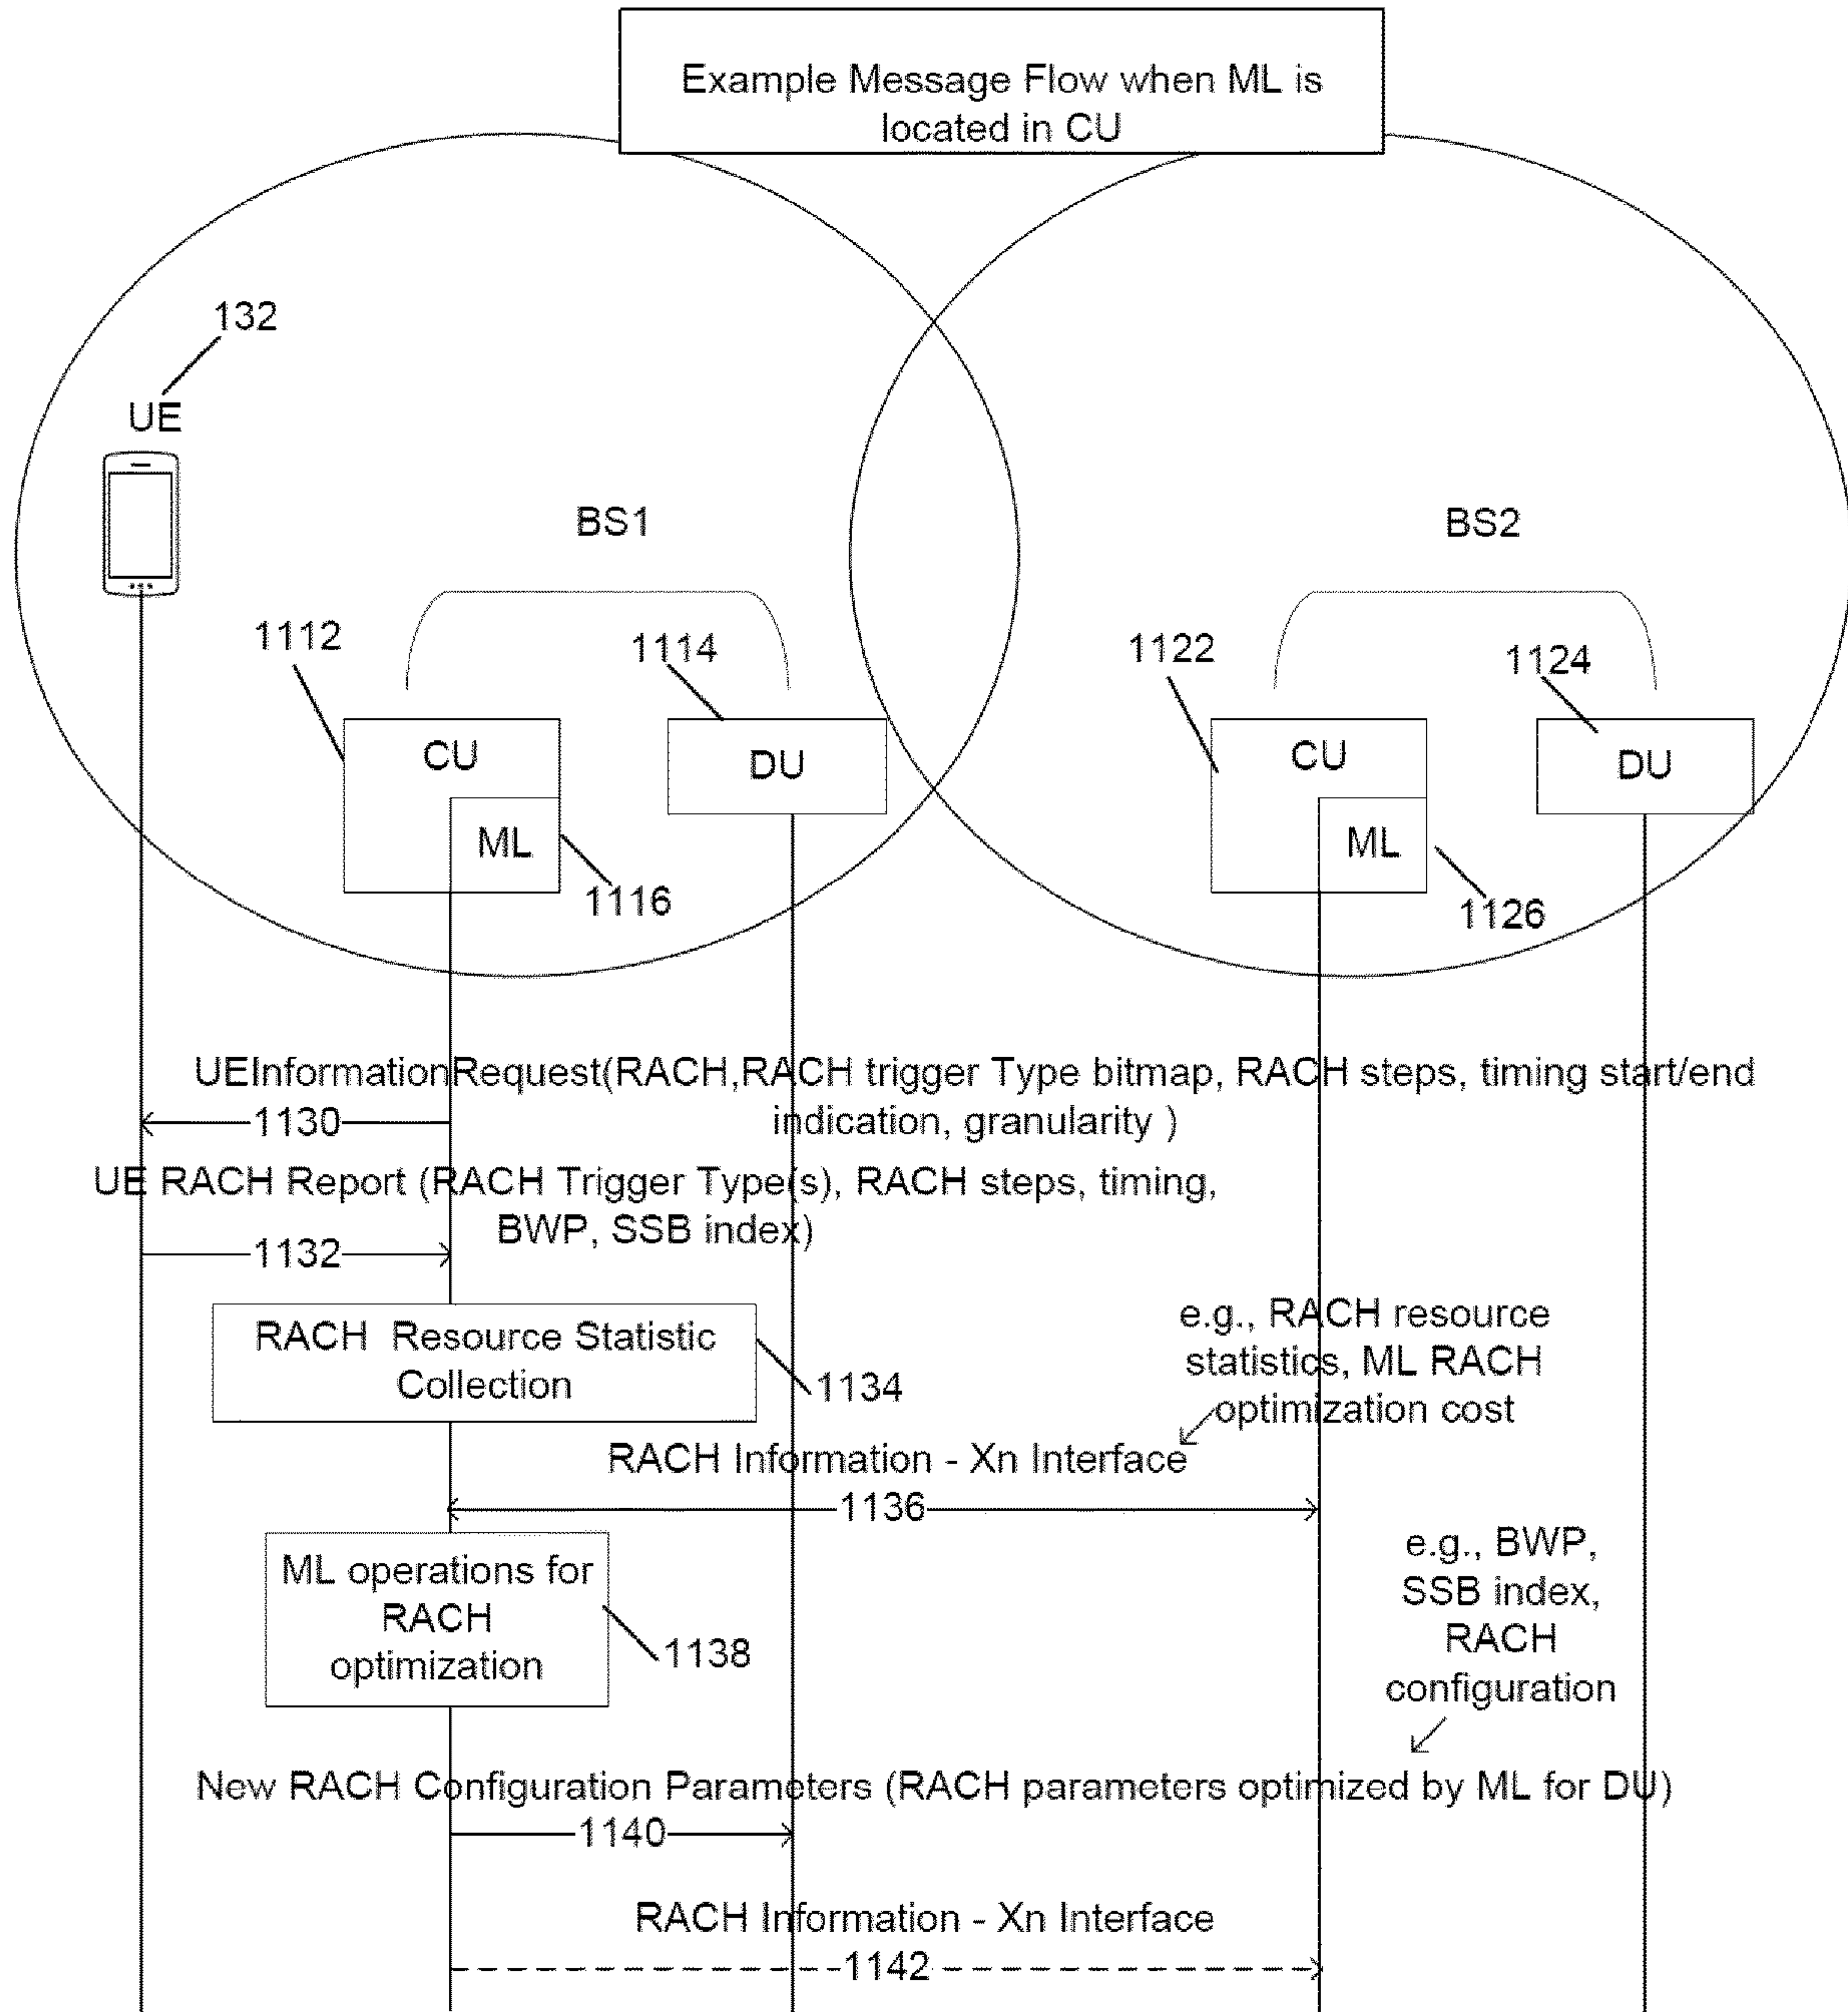 Example Message Flow when ML is
located in CU
132
UE
BS1
BS2
1112
1114
1122
1124
CU
DU
CU
DU
ML
ML
1116
1126
UEInformationRequest(RACH,RACH trigger Type bitmap, RACH steps, timing start/end
indication, granularity )
1130
UE RACH Report (RACH Trigger Type(s), RACH steps, timing,
BWP, SSB index)
1132
RACH Resource Statistic
Collection
1134
e.g., RACH resource
statistics, ML RACH
optimization cost
RACH Information - Xn Interface
1136
ML operations for
RACH
optimization
1138
e.g., BWP,
SSB index,
RACH
configuration
New RACH Configuration Parameters (RACH parameters optimized by ML for DU)
1140
RACH Information - Xn Interface
1142